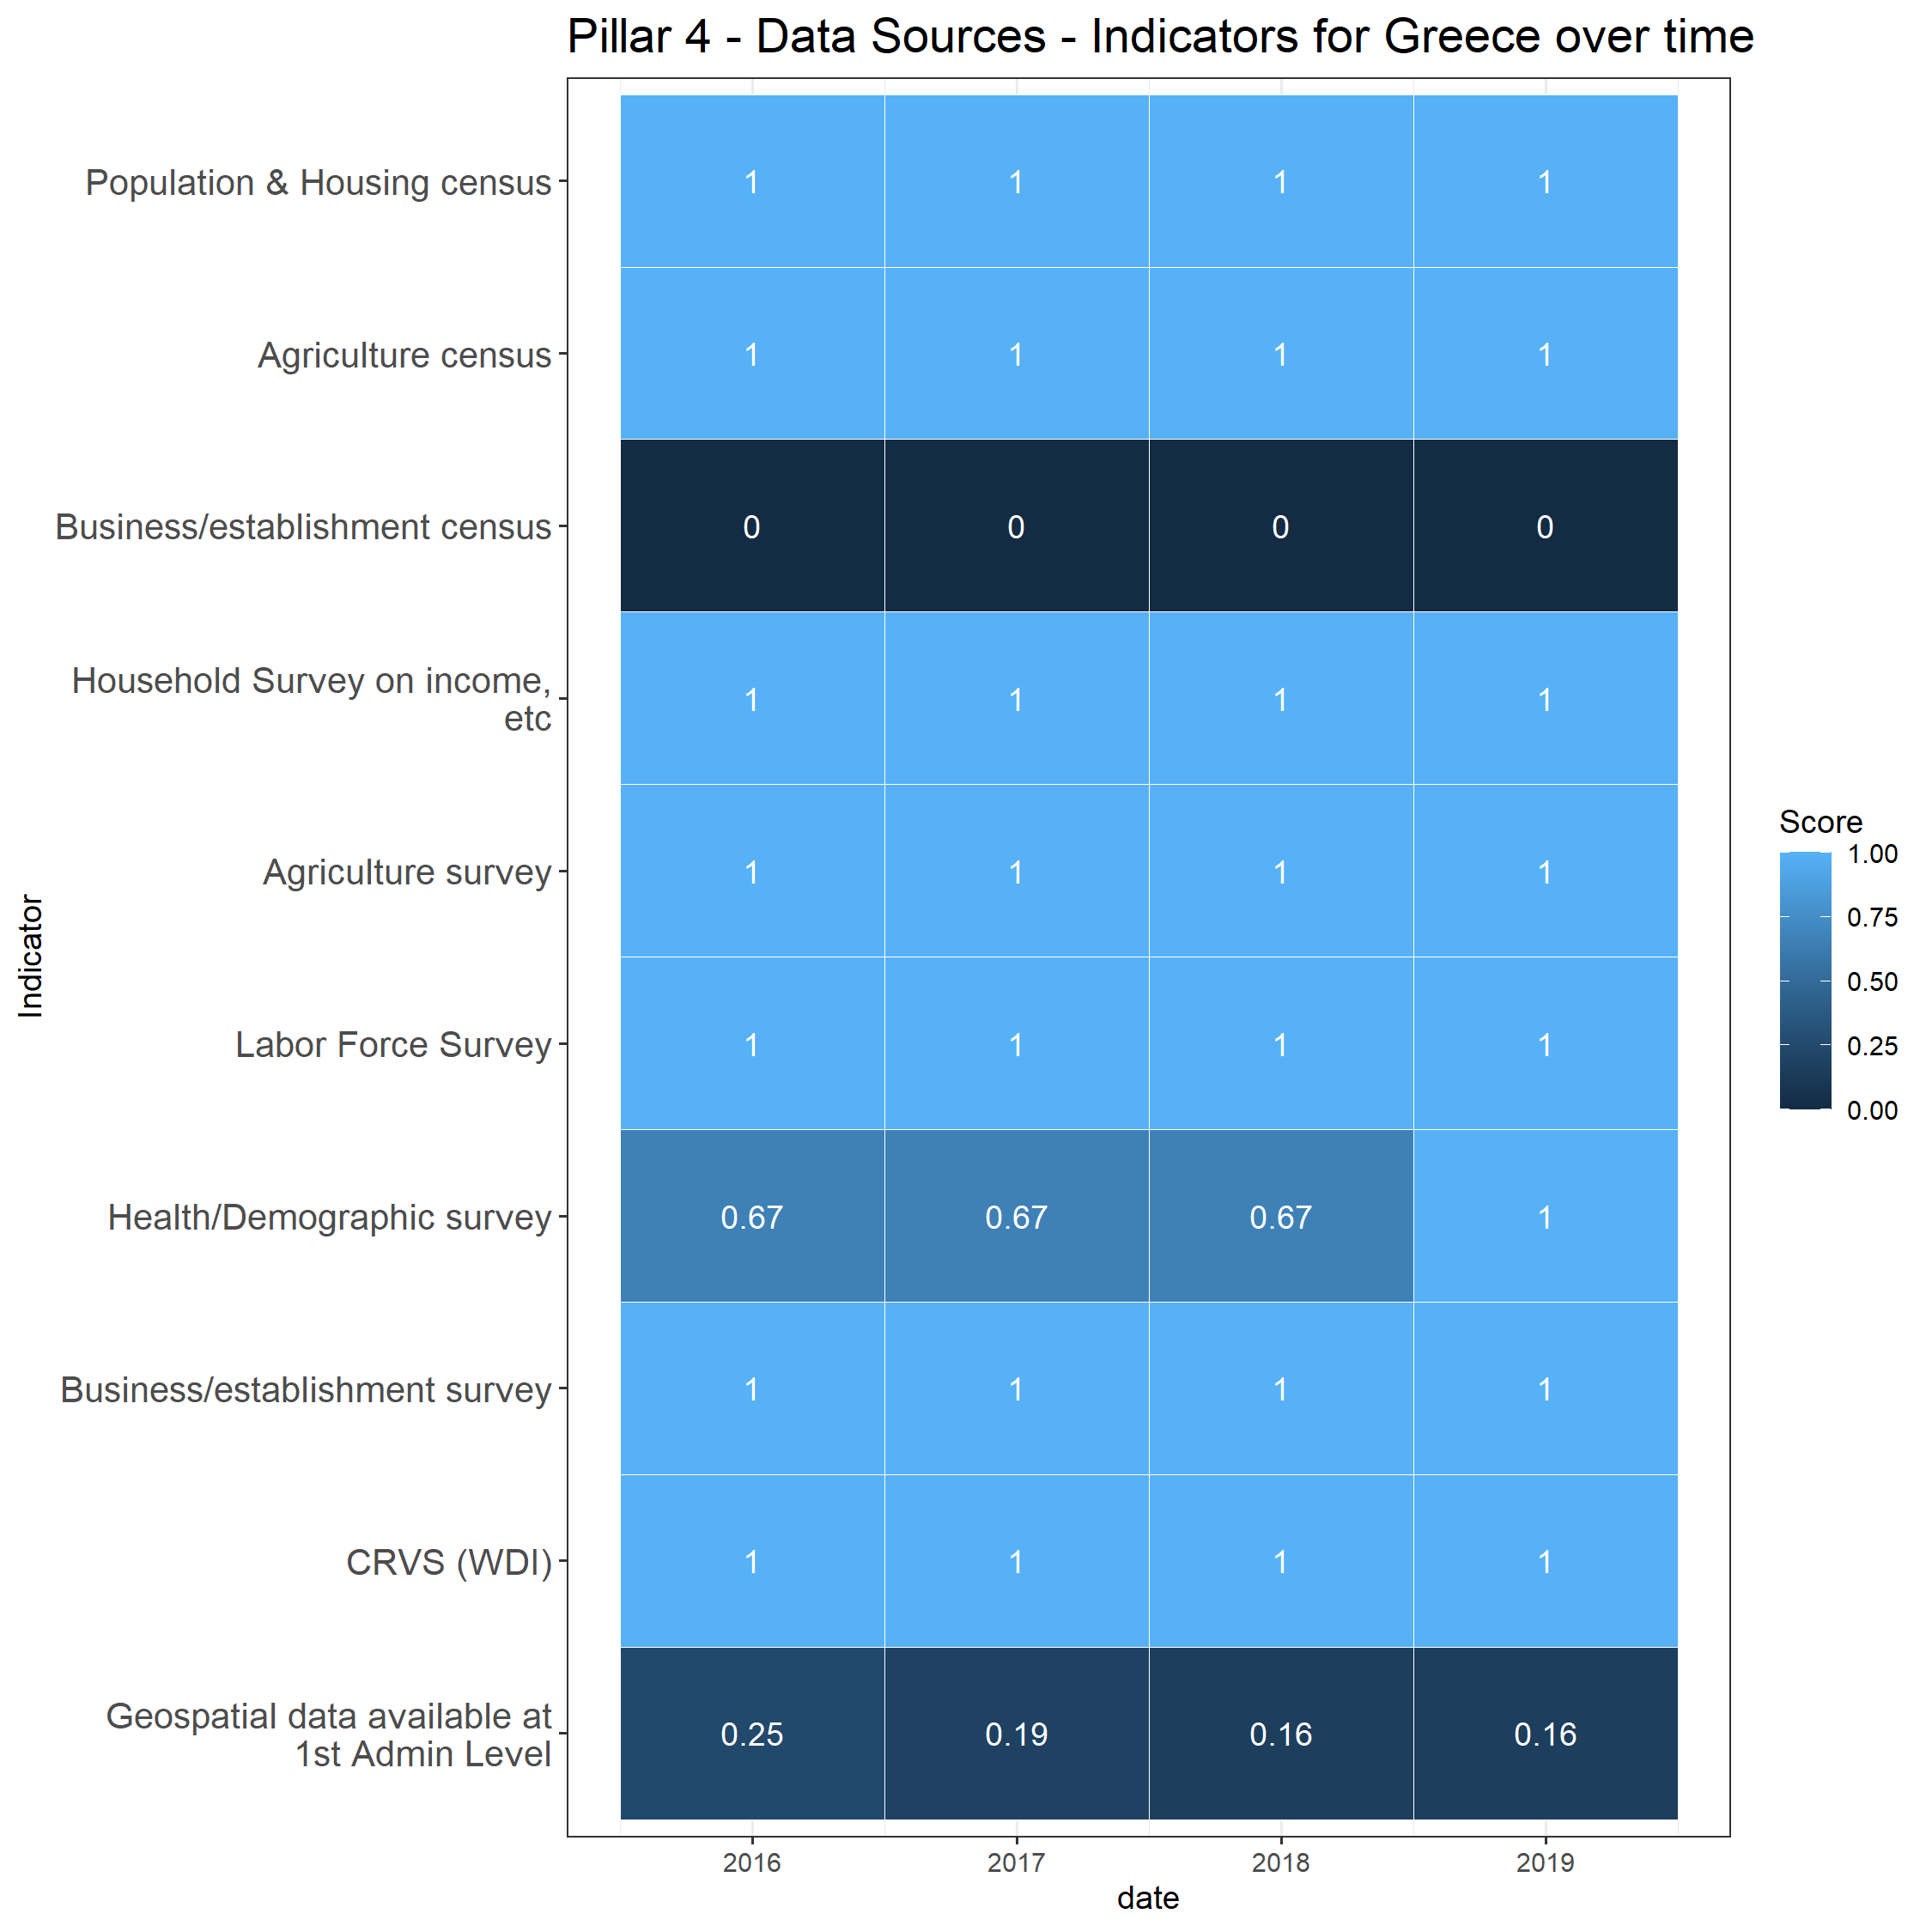 Pillar 4 - Data Sources - Indicators for Greece over time
Population & Housing census
1 1 1 1
Agriculture census
1 1 1 1
Business/establishment census
0 0 0 0
Household Survey on income,
etc
1 1 1 1
Agriculture survey
1 1 1 1
Labor Force Survey
1 1 1 1
Health/Demographic survey
0.67 0.67 0.67 1
Business/establishment survey
1 1 1 1
CRVS (WDI)
1 1 1 1
Geospatial data available at
1st Admin Level
0.25 0.19 0.16 0.16
2016 2017 2018 2019
date
Indicator
Score
1.00
0.75
0.50
0.25
0.00